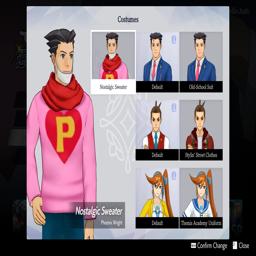 Costumes
P
Nostalgic Sweater
Default
Old-School Suit
Default
Stylin' Street Clothes
Nostalgic Sweater
Phoenix Wright
Default
Themis Academy Uniform
Confirm Change
Close